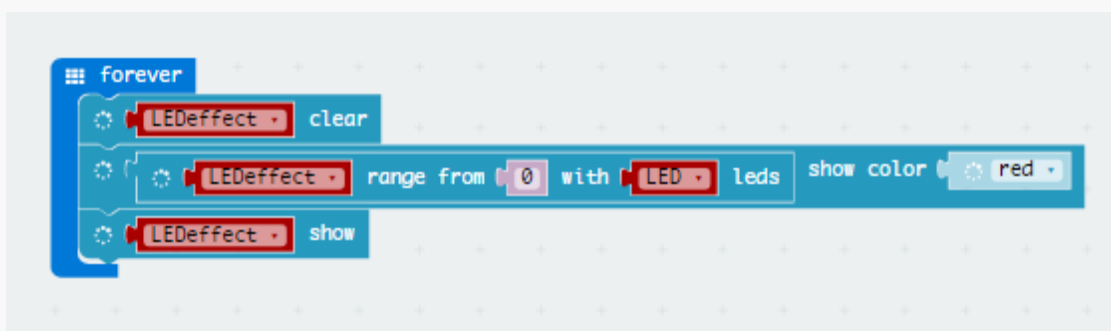 forever
LEDeffect clear
LEDeffect range from 0 with LED leds show color red
LEDeffect show